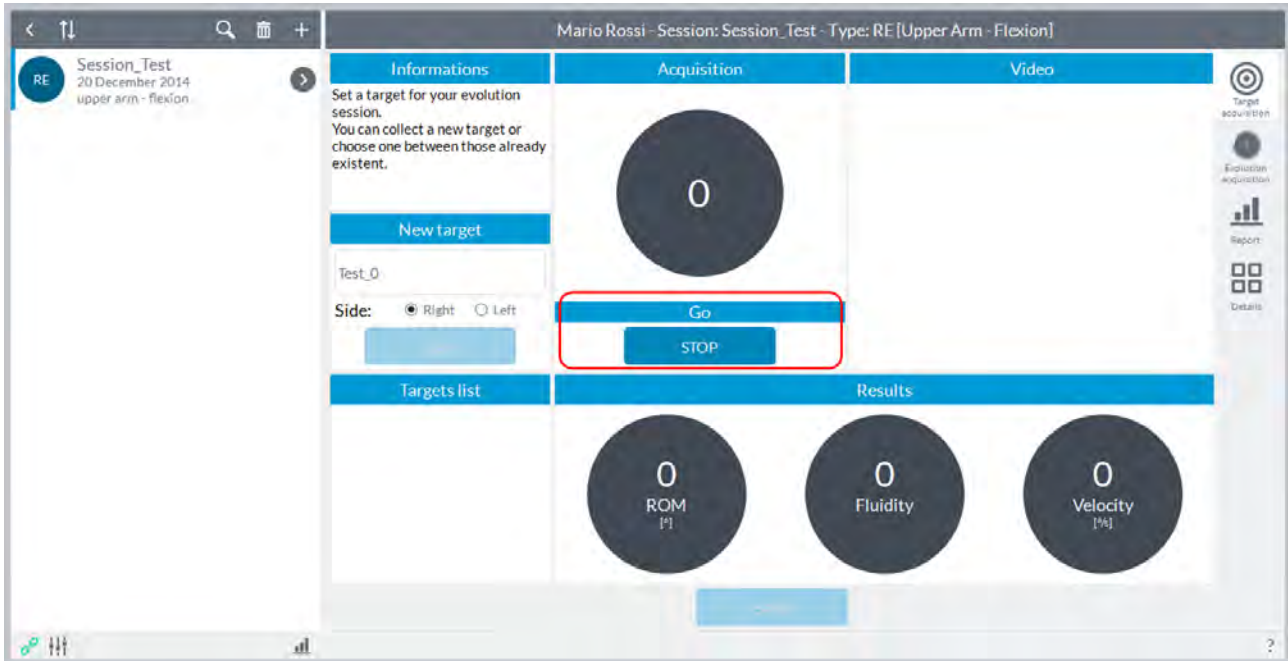 Mario Rossi - Session: Session_Test - Type: RE [Upper Arm - Flexion]
RE
Session_Test
20 December 2014
upper arm - flexion
Informations
Set a target for your evolution
session.
You can collect a new target or
choose one between those already
existent.
New target
Test_0
Side:
Right
Left
Targets list
Acquisition
0
Go
STOP
Video
Results
0
ROM
[°]
0
Fluidity
0
Velocity
[°/s]
Target
acquisition
Evolution
acquisition
Report
Details
?